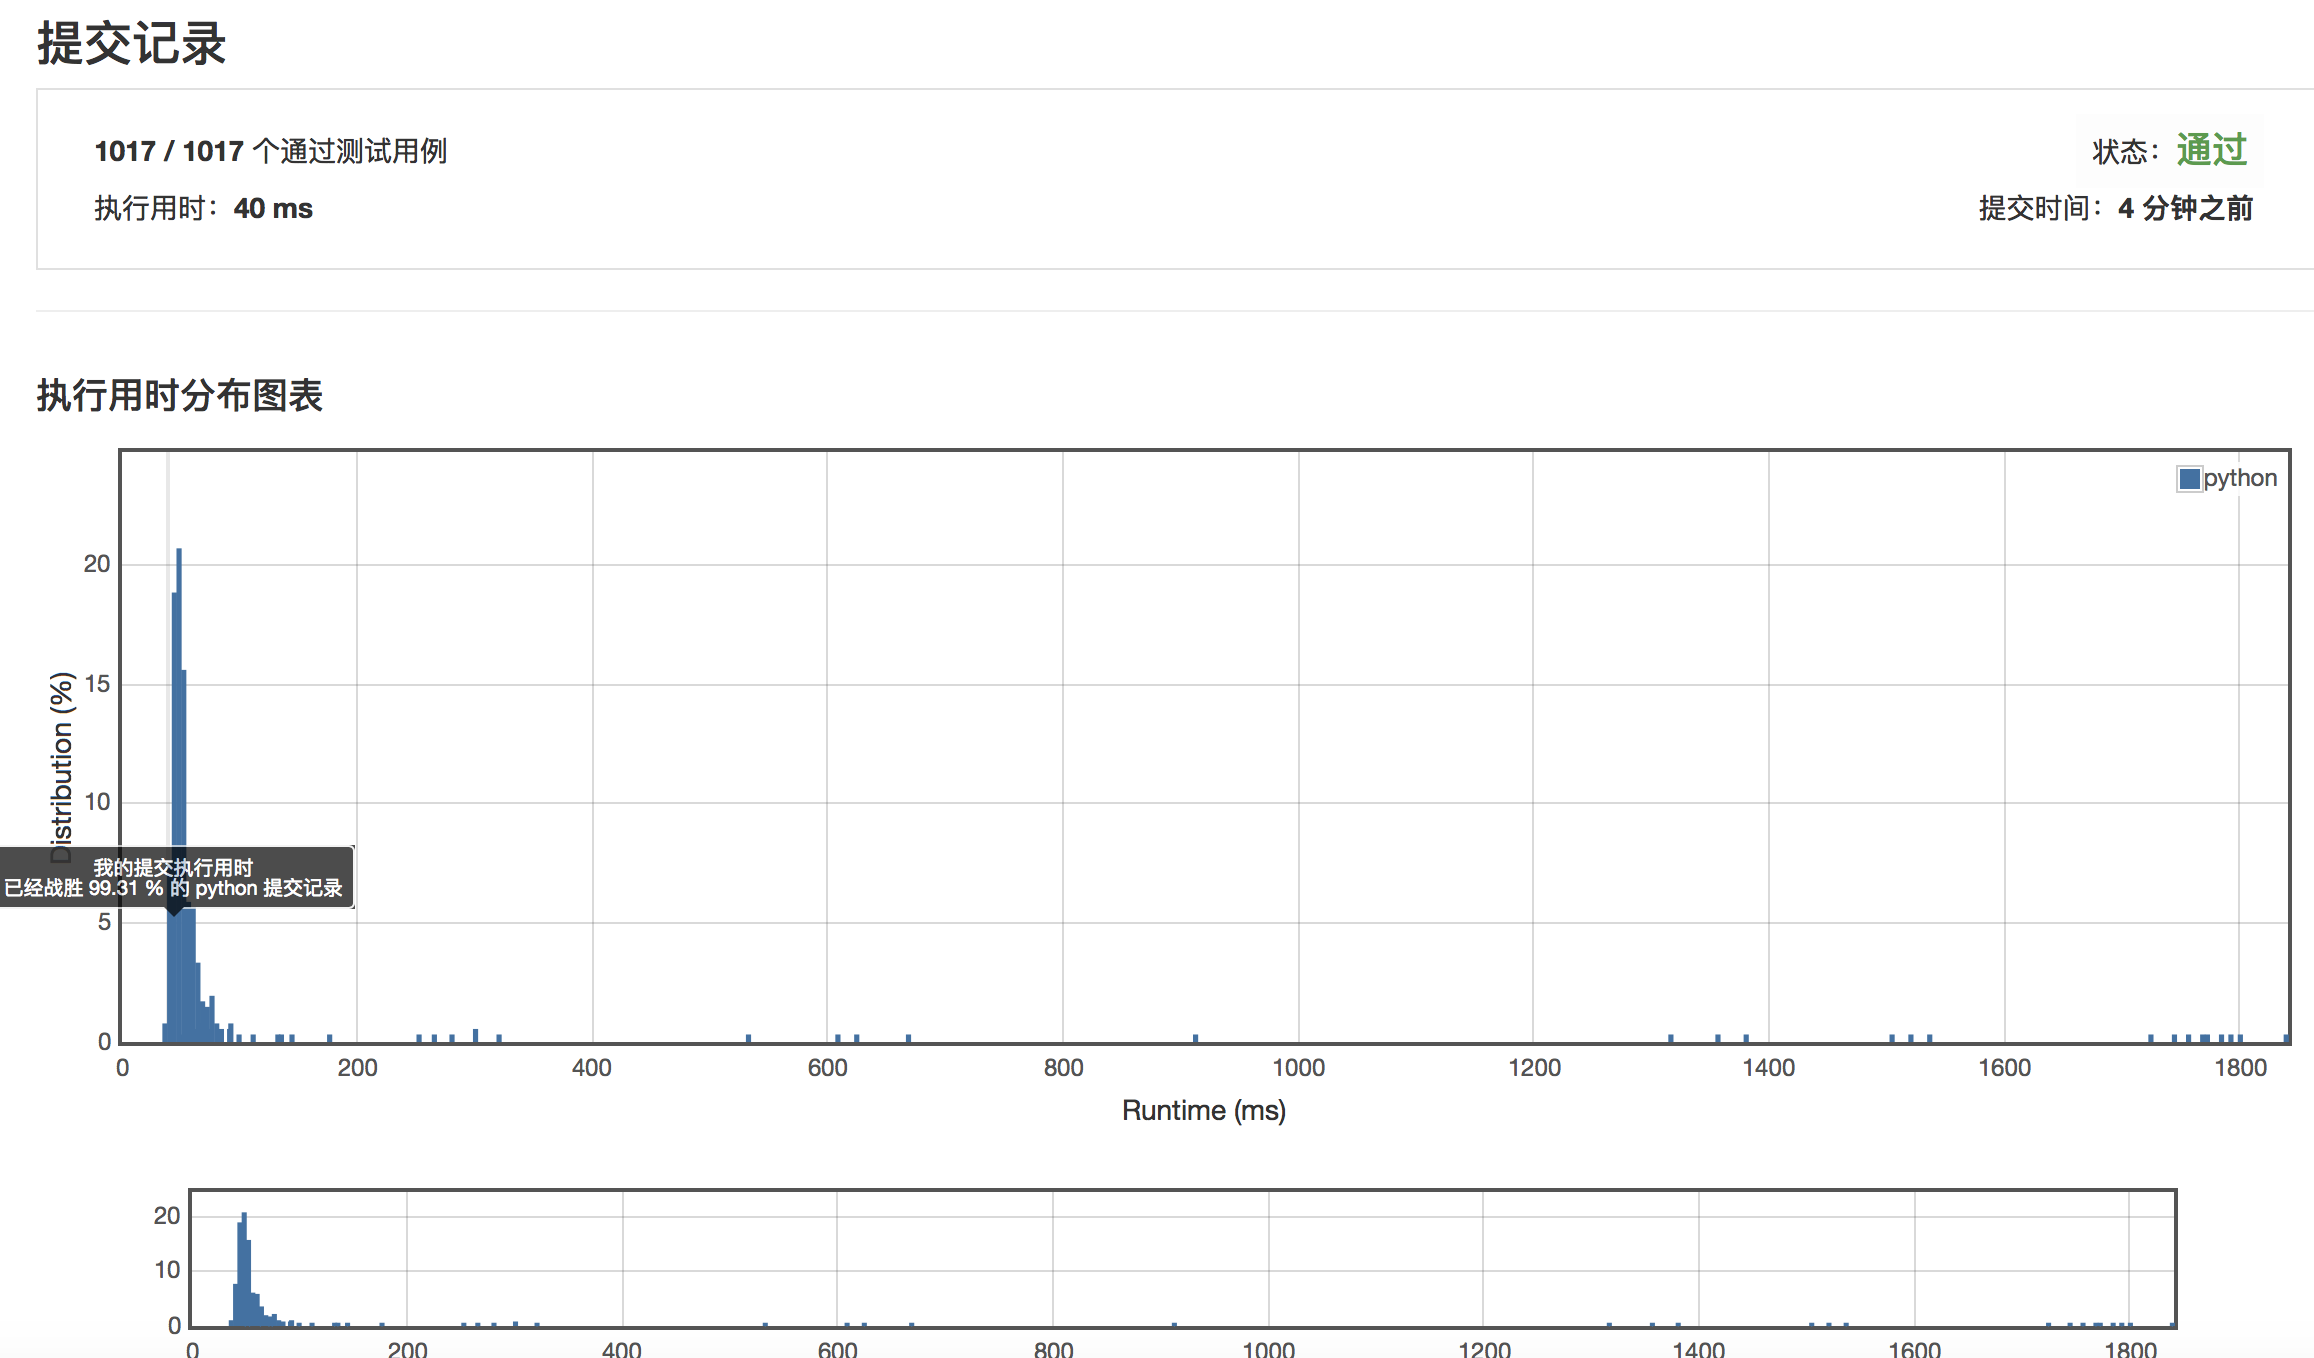 提交记录
1017 / 1017 个通过测试用例
状态：通过
执行用时：40 ms
提交时间：4 分钟之前
执行用时分布图表
python
20
15
10
5
0
Distribution (%)
我的提交执行用时
已经战胜 99.31 % 的 python 提交记录
0 200 400 600 800 1000 1200 1400 1600 1800
Runtime (ms)
20
10
0
0 200 400 600 800 1000 1200 1400 1600 1800